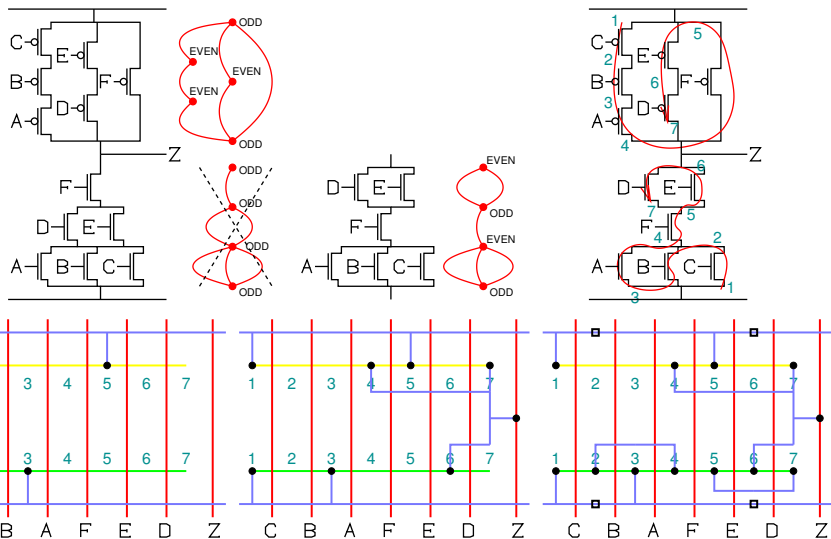 C
B
A
E
D
F
Z
F
D E
A B C
ODD
EVEN
EVEN
EVEN
ODD
ODD
ODD
ODD
ODD
D E
F
A B C
EVEN
ODD
EVEN
ODD
1
C
2
B
3
A
4
E
5
6
F
D
7
Z
6
D E
7 5
F
4
2
A B C
1
3
3 4 5 6 7
3 4 5 6 7
B A F E D Z
1 2 3 4 5 6 7
1 2 3 4 5 6 7
C B A F E D Z
1 2 3 4 5 6 7
1 2 3 4 5 6 7
C B A F E D Z